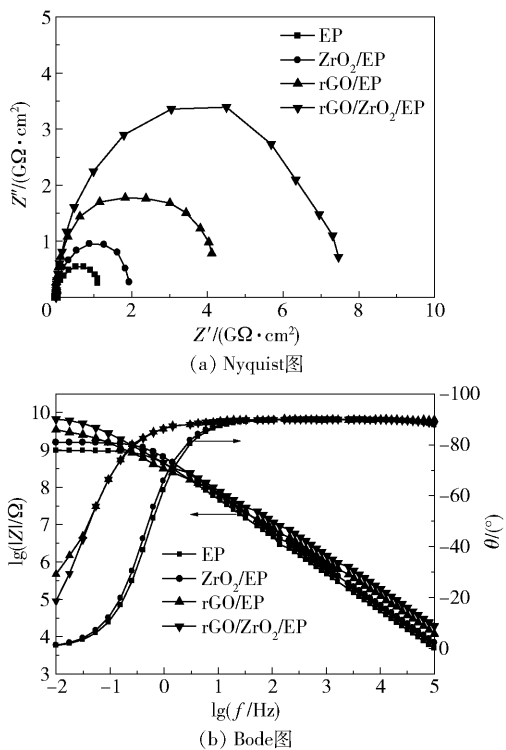 5
4
3
2
1
0
2
4
6
8
10
Z″/(GΩ·cm²)
Z′/(GΩ·cm²)
EP
ZrO₂/EP
rGO/EP
rGO/ZrO₂/EP
(a) Nyquist图
10
9
8
7
6
5
4
3
lg(|Z|/Ω)
-100
-80
-60
-40
-20
0
θ/(°)
EP
ZrO₂/EP
rGO/EP
rGO/ZrO₂/EP
-2
-1
0
1
2
3
4
5
lg(f/Hz)
(b) Bode图